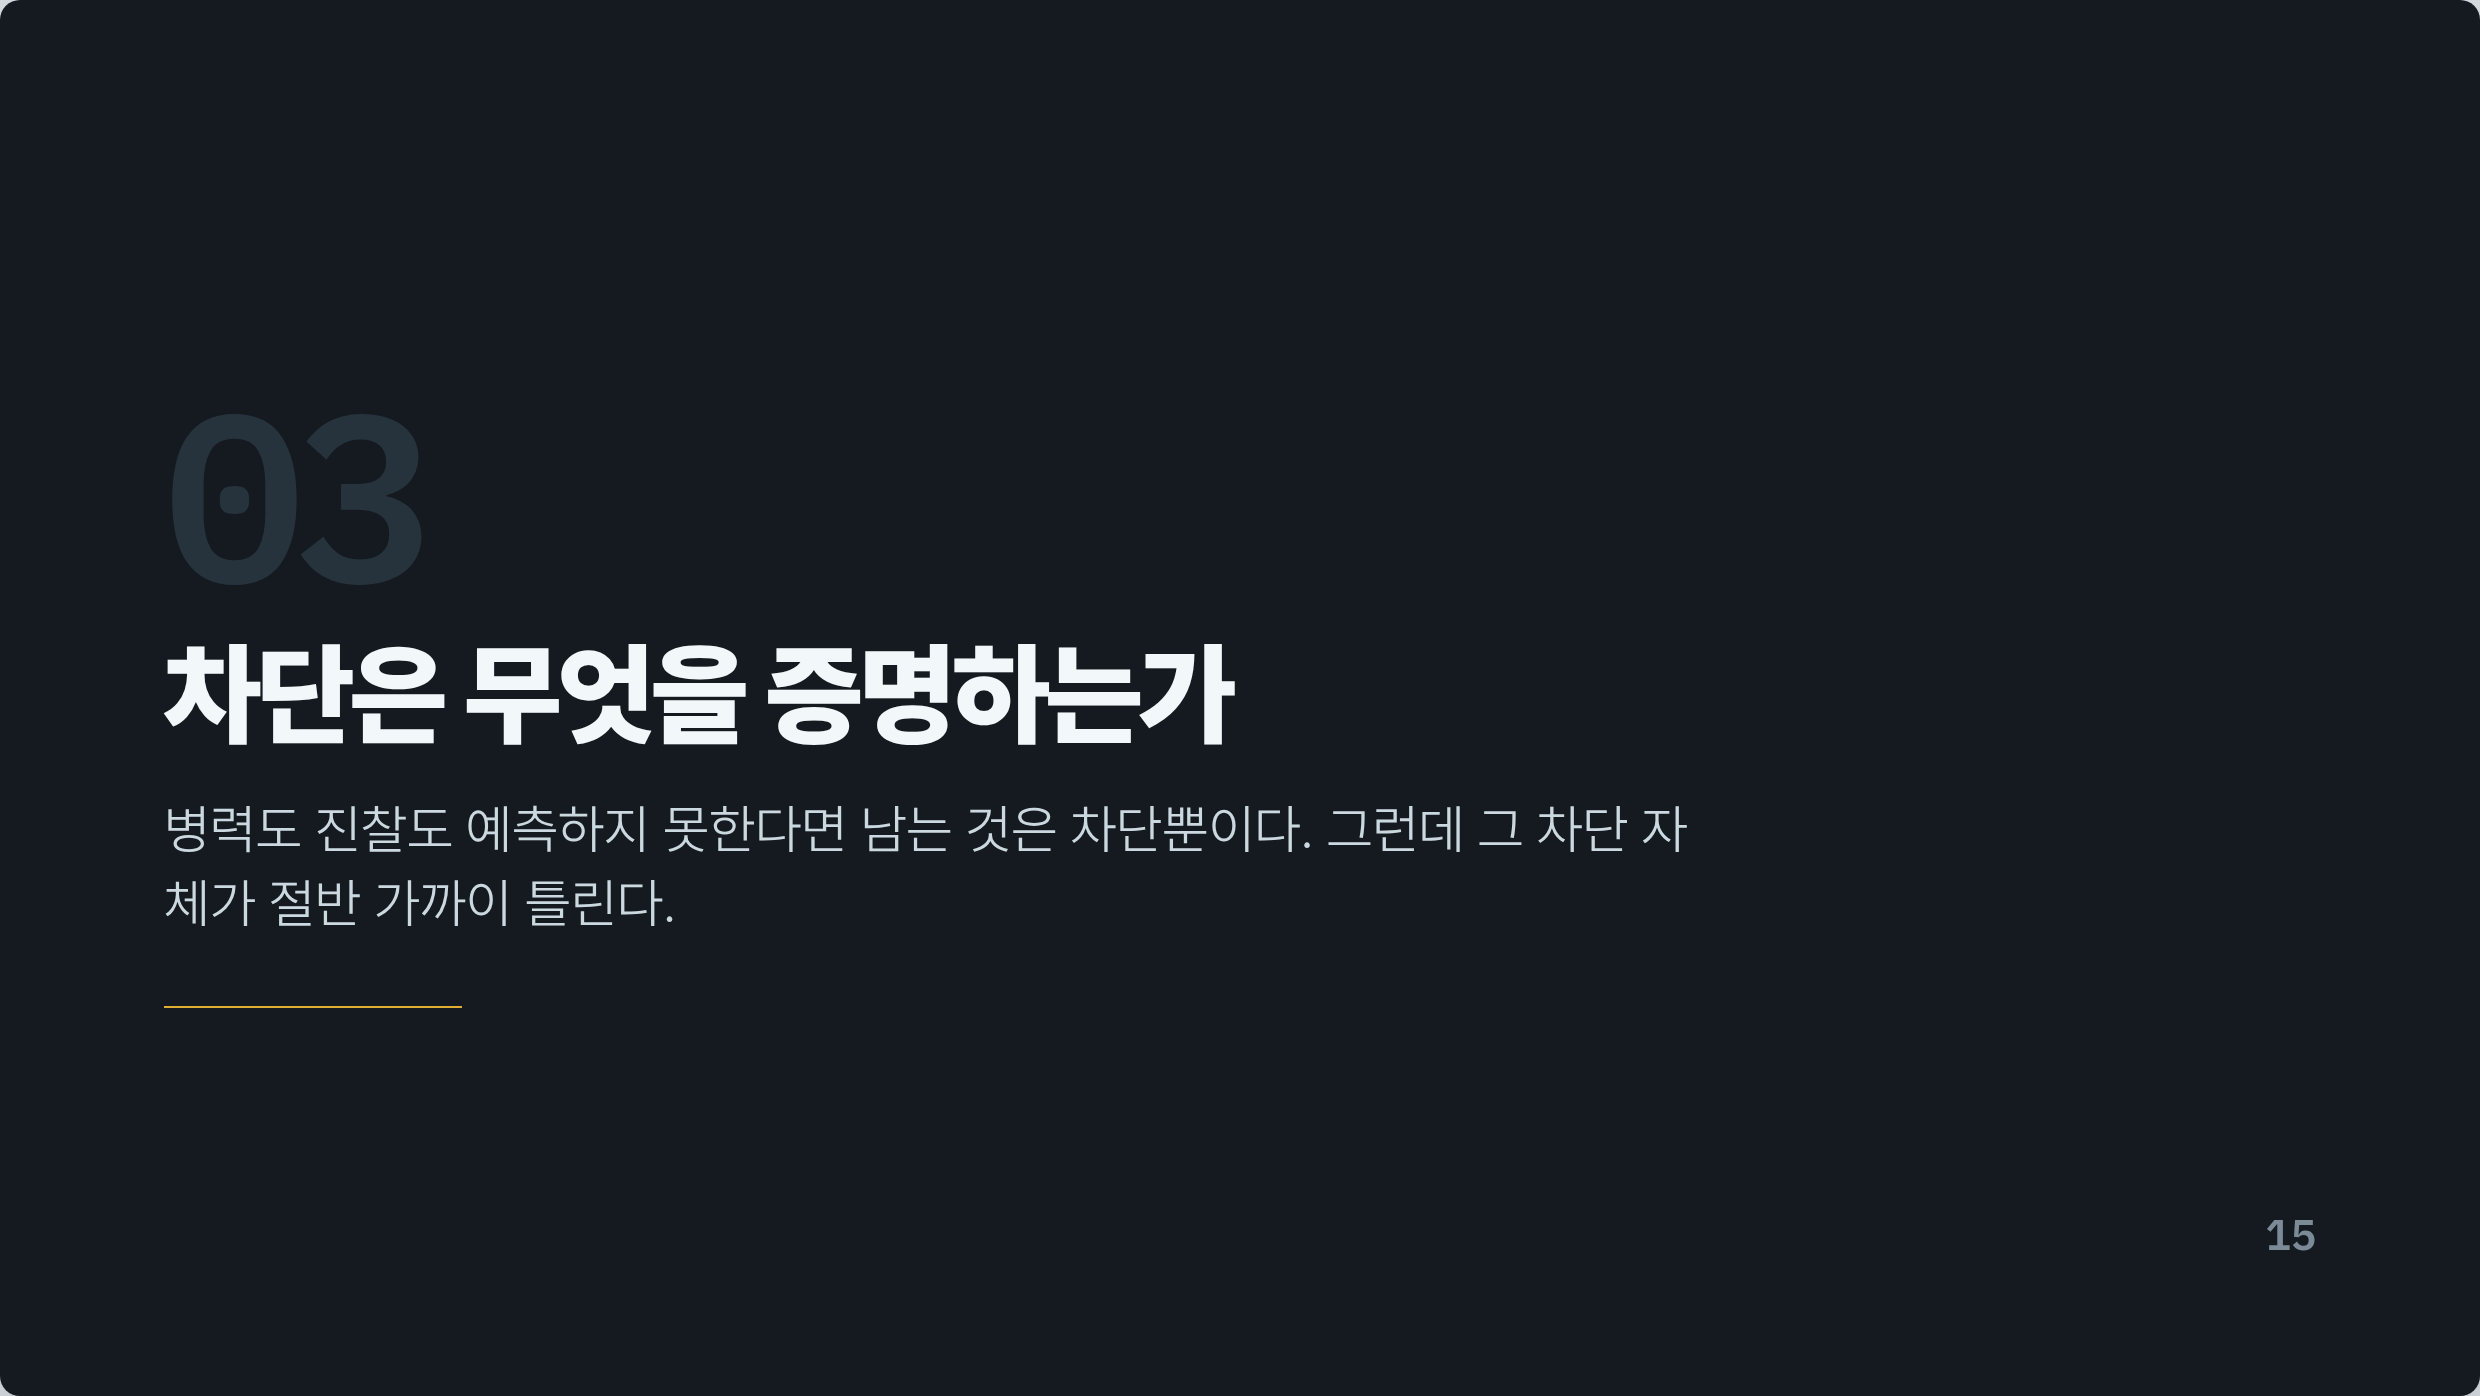 03
차단은 무엇을 증명하는가
병력도 진찰도 예측하지 못한다면 남는 것은 차단뿐이다. 그런데 그 차단 자
체가 절반 가까이 틀린다.
15